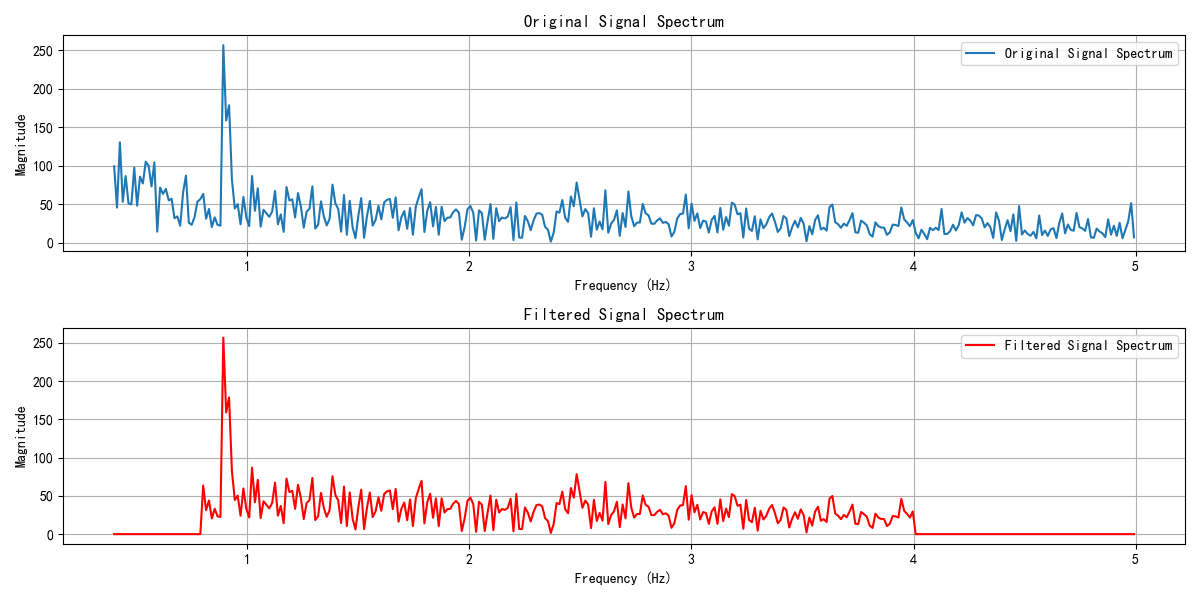 Original Signal Spectrum
Original Signal Spectrum
Magnitude
250
200
150
100
50
0
1
2
3
4
5
Frequency (Hz)
Filtered Signal Spectrum
Filtered Signal Spectrum
Magnitude
250
200
150
100
50
0
1
2
3
4
5
Frequency (Hz)